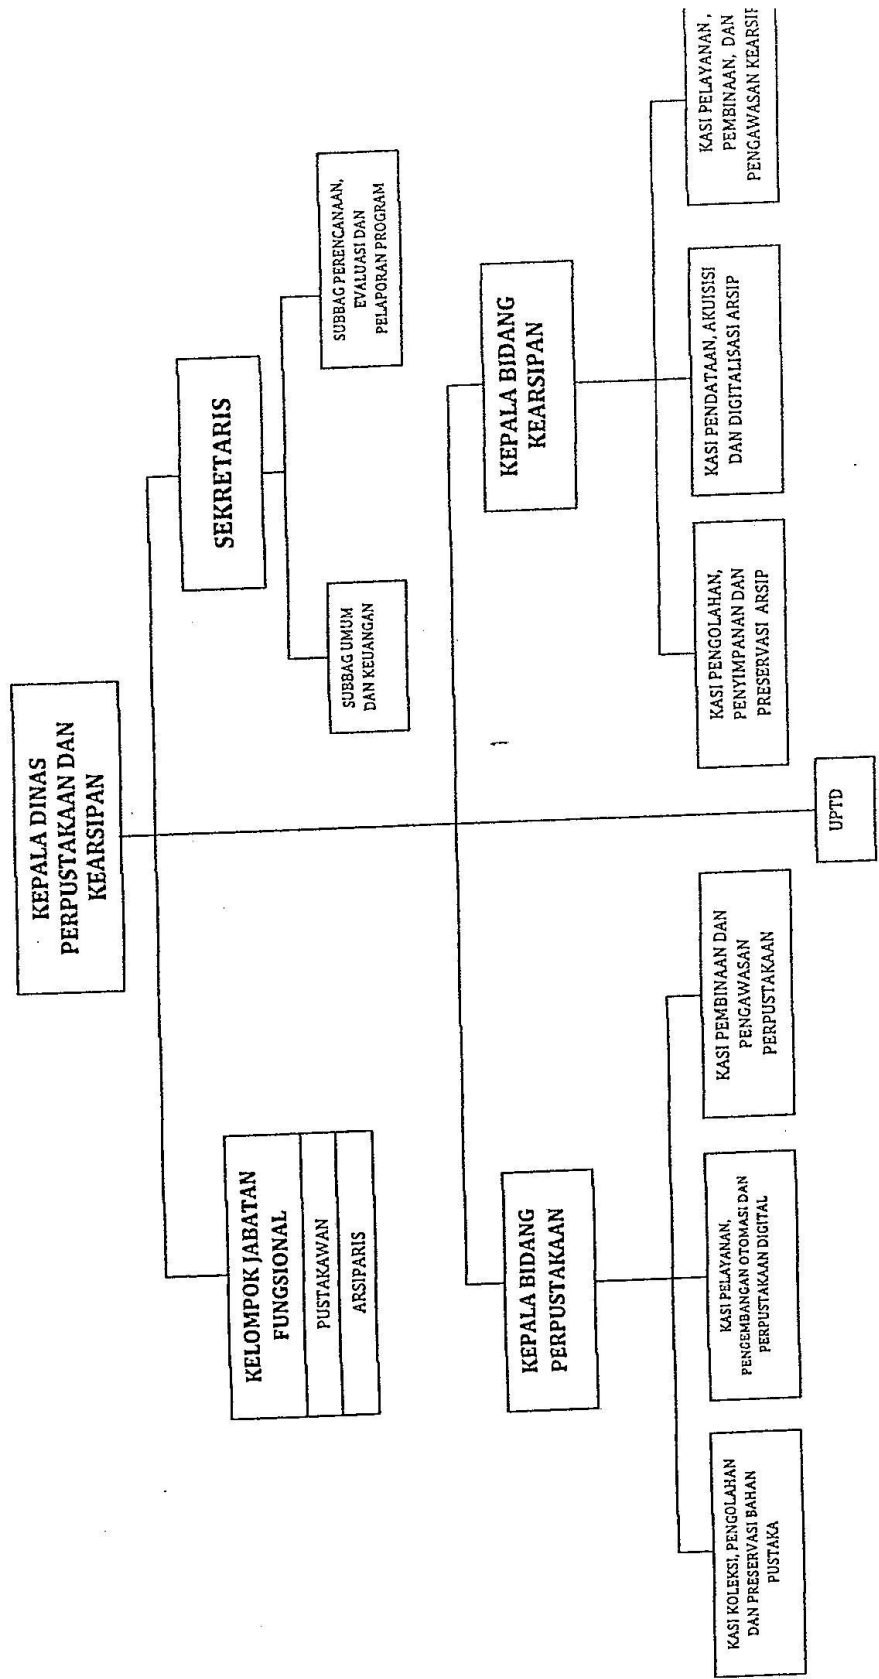 KEPALA DINAS
PERPUSTAKAAN DAN
KEARSIPAN
KELOMPOK JABATAN
FUNGSIONAL
PUSTAKAWAN
ARSIPARIS
SEKRETARIS
SUBBAG UMUM
DAN KEUANGAN
SUBBAG PERENCANAAN,
EVALUASI DAN
PELAPORAN PROGRAM
KEPALA BIDANG
PERPUSTAKAAN
KEPALA BIDANG
KEARSIPAN
KASI KOLEKSI, PENGOLAHAN
DAN PRESERVASI BAHAN
PUSTAKA
KASI PELAYANAN,
PENGEMBANGAN OTOMASI DAN
PERPUSTAKAAN DIGITAL
KASI PEMBINAAN DAN
PENGAWASAN
PERPUSTAKAAN
UPTD
KASI PENGOLAHAN,
PENYIMPANAN DAN
PRESERVASI ARSIP
KASI PENDATAAN, AKUISISI
DAN DIGITALISASI ARSIP
KASI PELAYANAN ,
PEMBINAAN, DAN
PENGAWASAN KEARSIP